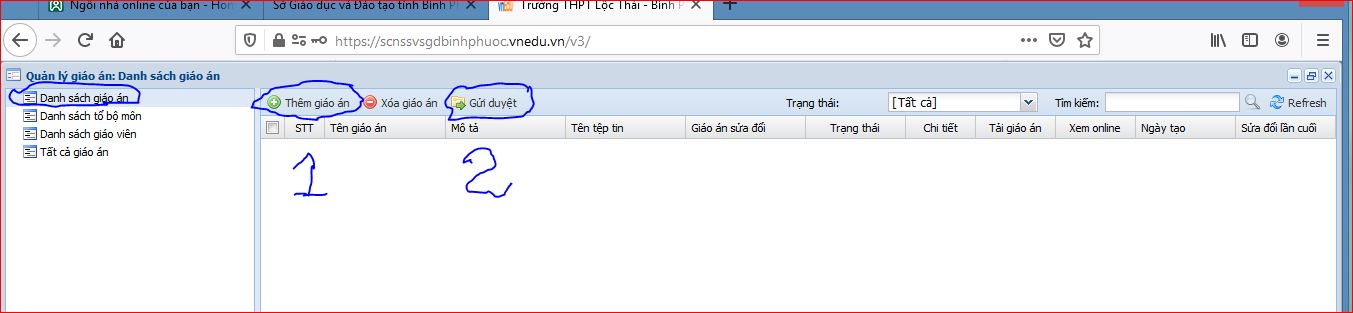 Ngôi nhà online của bạn - Hon
Sở Giáo dục và Đào tạo tỉnh Bình Ph
Trường THPT Lộc Thái - Bình P
https://scnssvsgdbinhphuoc.vnedu.vn/v3/
Quản lý giáo án: Danh sách giáo án
Danh sách giáo án
Danh sách tổ bộ môn
Danh sách giáo viên
Tất cả giáo án
Thêm giáo án Xóa giáo án Gửi duyệt Trạng thái: [Tất cả] Tìm kiếm: Refresh
STT Tên giáo án Mô tả Tên tệp tin Giáo án sửa đổi Trạng thái Chi tiết Tải giáo án Xem online Ngày tạo Sửa đổi lần cuối
1 2